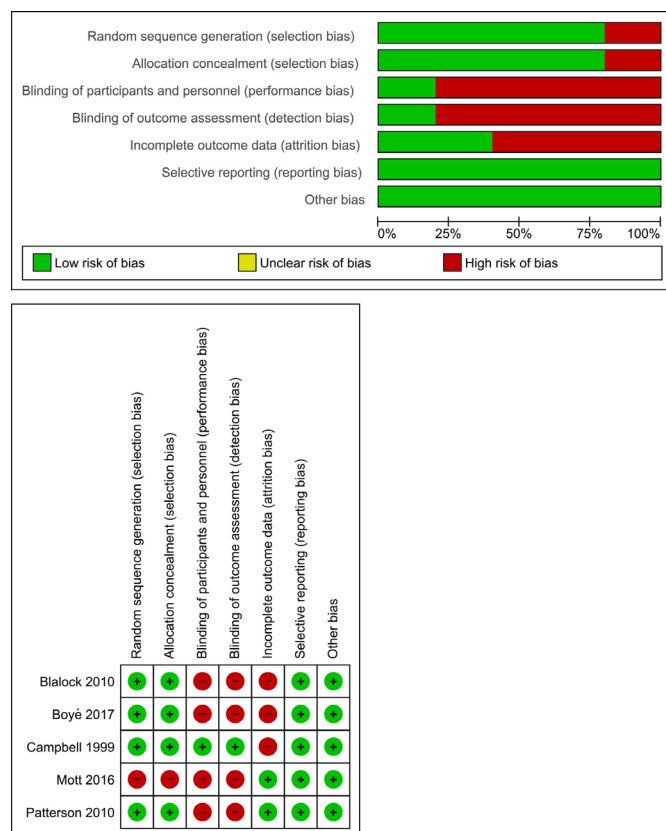 Random sequence generation (selection bias)
Allocation concealment (selection bias)
Blinding of participants and personnel (performance bias)
Blinding of outcome assessment (detection bias)
Incomplete outcome data (attrition bias)
Selective reporting (reporting bias)
Other bias
0% 25% 50% 75% 100%
Low risk of bias Unclear risk of bias High risk of bias
Random sequence generation (selection bias)
Allocation concealment (selection bias)
Blinding of participants and personnel (performance bias)
Blinding of outcome assessment (detection bias)
Incomplete outcome data (attrition bias)
Selective reporting (reporting bias)
Other bias
Blalock 2010 + + − − − + +
Boyé 2017 + + − − − + +
Campbell 1999 + + + + − + +
Mott 2016 − − − − + + +
Patterson 2010 + + − − + + +